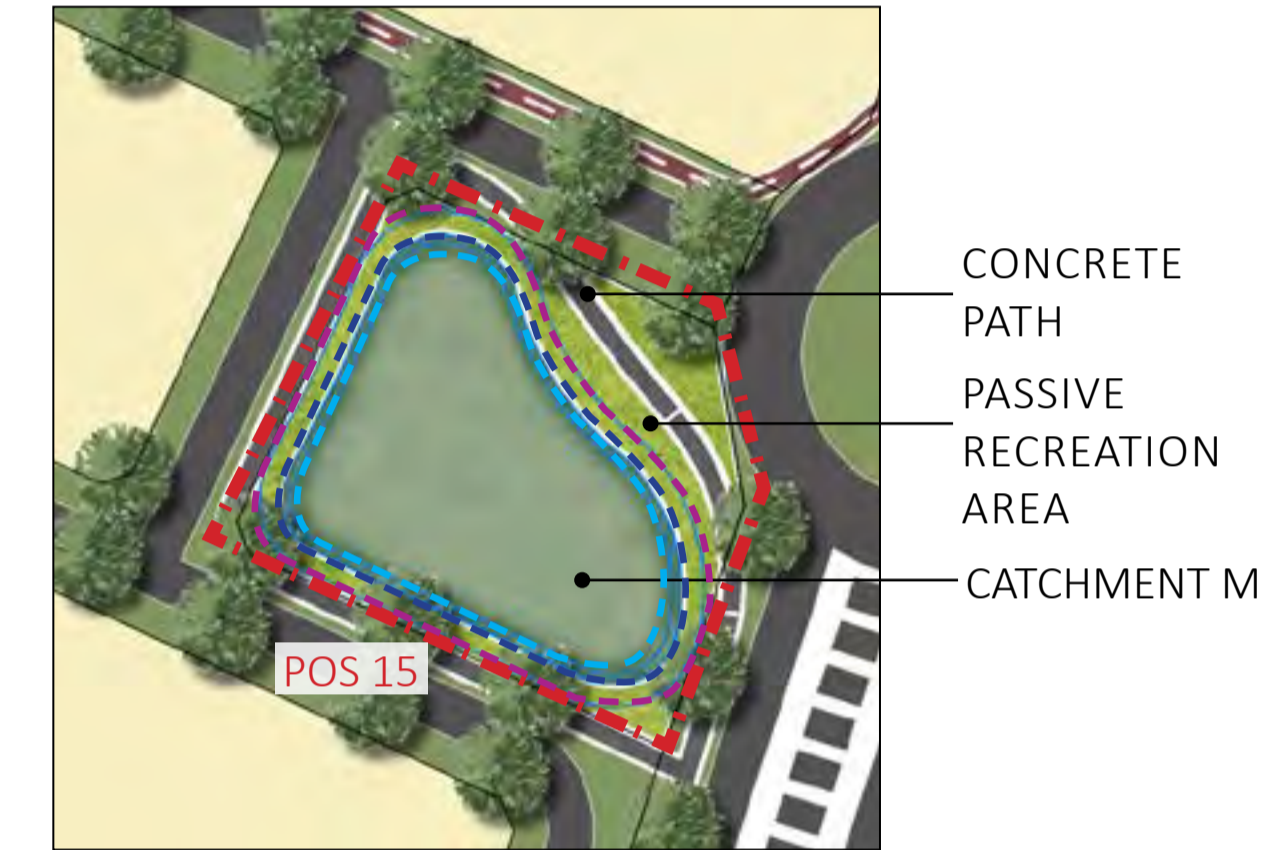 CONCRETE
PATH
PASSIVE
RECREATION
AREA
CATCHMENT M
POS 15